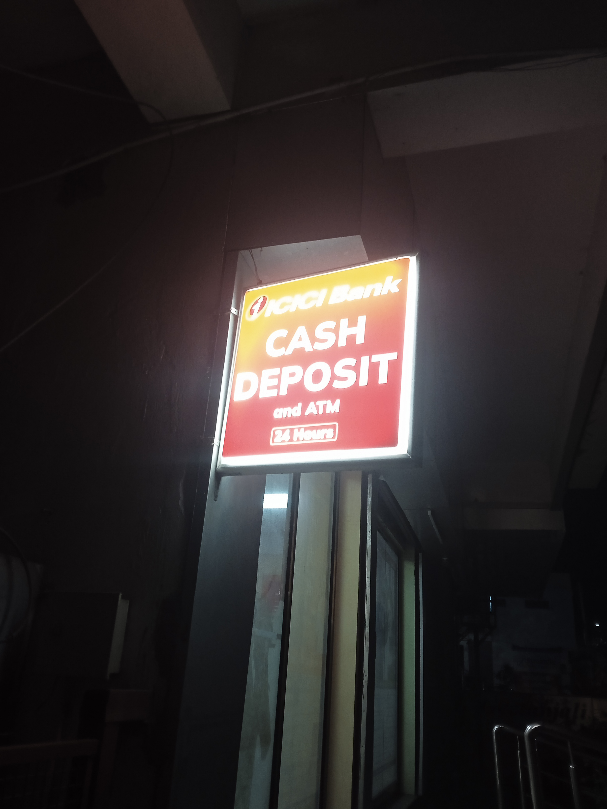 ICICI Bank
CASH
DEPOSIT
and ATM
24 Hours